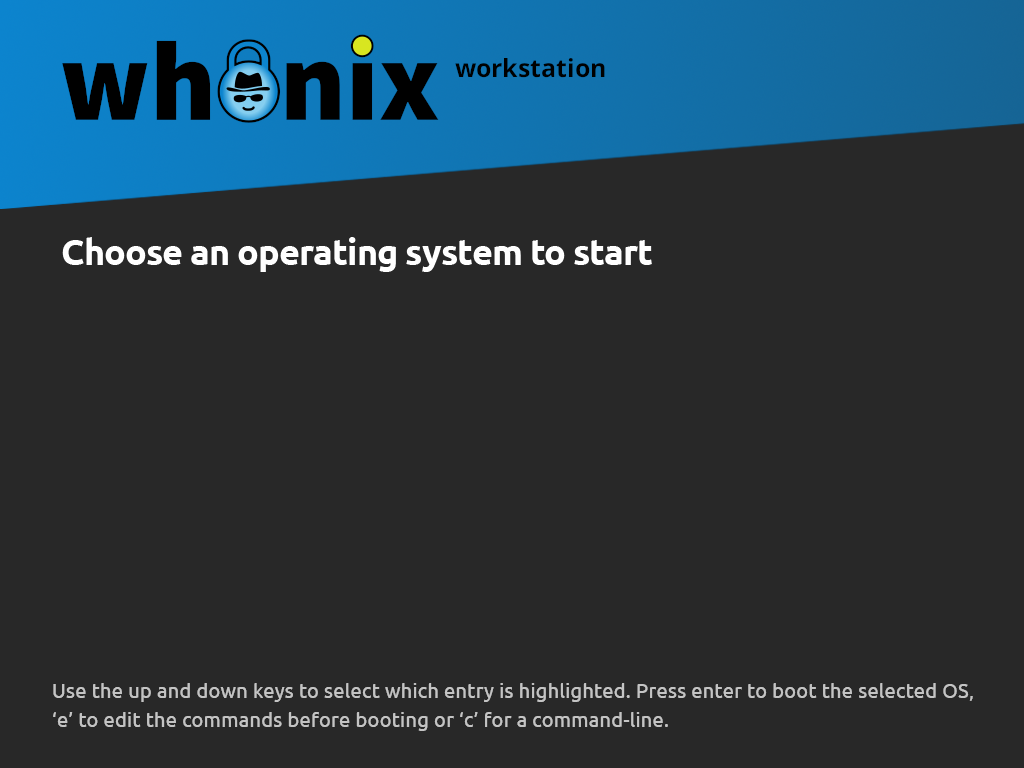 whonix workstation
Choose an operating system to start
Use the up and down keys to select which entry is highlighted. Press enter to boot the selected OS,
‘e’ to edit the commands before booting or ‘c’ for a command-line.